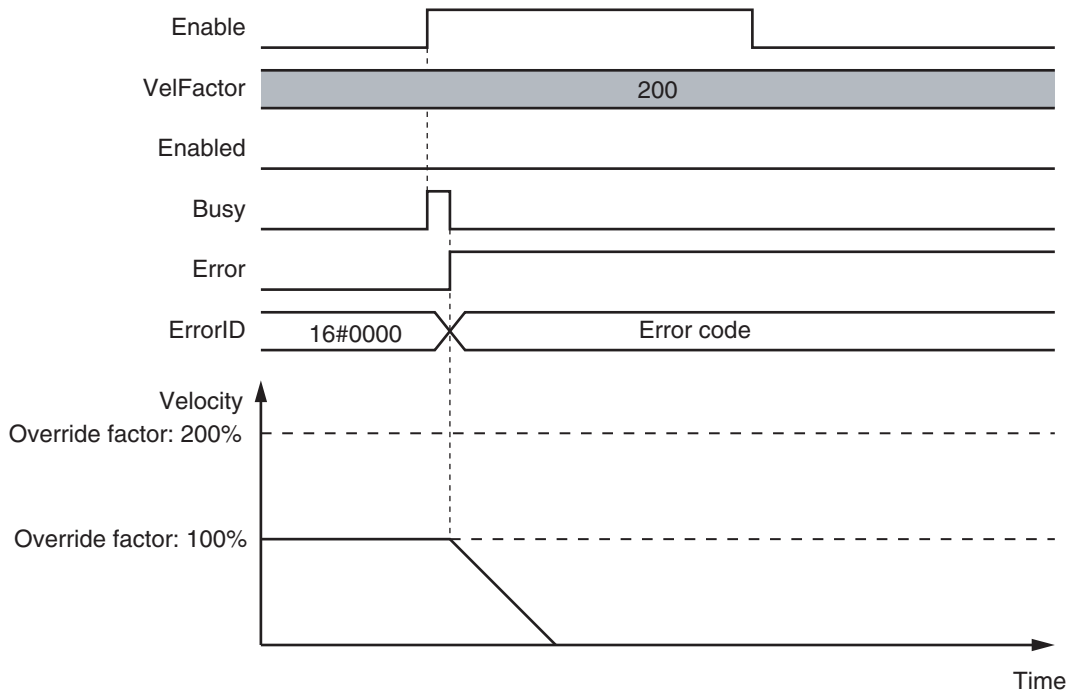 Enable
VelFactor
200
Enabled
Busy
Error
ErrorID
16#0000
Error code
Velocity
Override factor: 200%
Override factor: 100%
Time